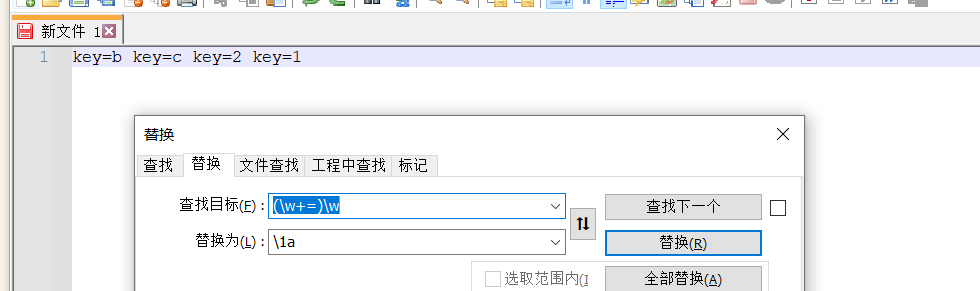 新文件 1
1 key=b key=c key=2 key=1
替换
查找 替换 文件查找 工程中查找 标记
查找目标(F) : (\w+=)\w 查找下一个
替换为(L) : \1a 替换(R)
选取范围内(I 全部替换(A)